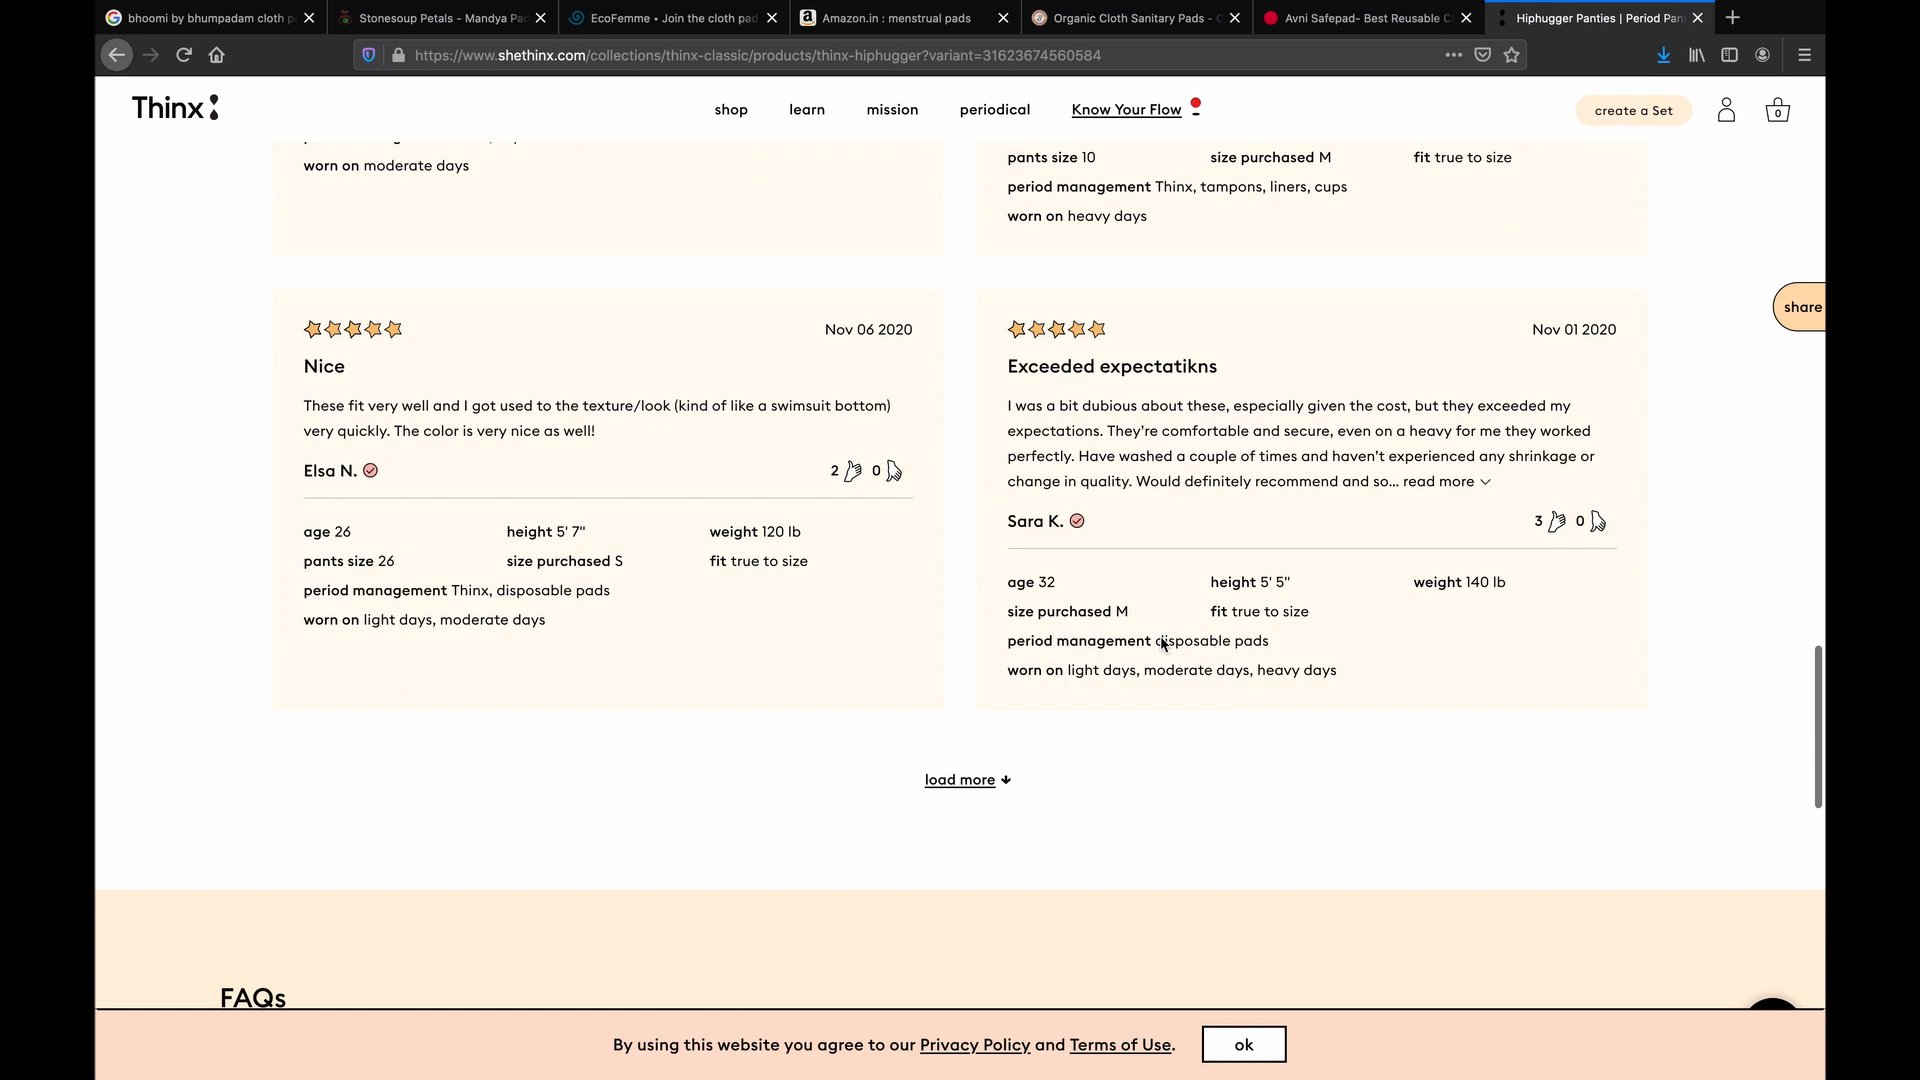 bhoomi by bhumpadam cloth p
Stonesoup Petals - Mandya Pa
EcoFemme • Join the cloth pad
Amazon.in : menstrual pads
Organic Cloth Sanitary Pads -
Avni Safepad- Best Reusable C
Hiphugger Panties | Period Pan
https://www.shethinx.com/collections/thinx-classic/products/thinx-hiphugger?variant=31623674560584
Thinx
shop
learn
mission
periodical
Know Your Flow
create a Set
0
worn on moderate days
pants size 10
size purchased M
fit true to size
period management Thinx, tampons, liners, cups
worn on heavy days
share
Nov 06 2020
Nice
These fit very well and I got used to the texture/look (kind of like a swimsuit bottom)
very quickly. The color is very nice as well!
Elsa N.
2
0
age 26
height 5' 7"
weight 120 lb
pants size 26
size purchased S
fit true to size
period management Thinx, disposable pads
worn on light days, moderate days
Nov 01 2020
Exceeded expectatikns
I was a bit dubious about these, especially given the cost, but they exceeded my
expectations. They’re comfortable and secure, even on a heavy for me they worked
perfectly. Have washed a couple of times and haven’t experienced any shrinkage or
change in quality. Would definitely recommend and so... read more
Sara K.
3
0
age 32
height 5' 5"
weight 140 lb
size purchased M
fit true to size
period management disposable pads
worn on light days, moderate days, heavy days
load more
FAQs
By using this website you agree to our Privacy Policy and Terms of Use.
ok